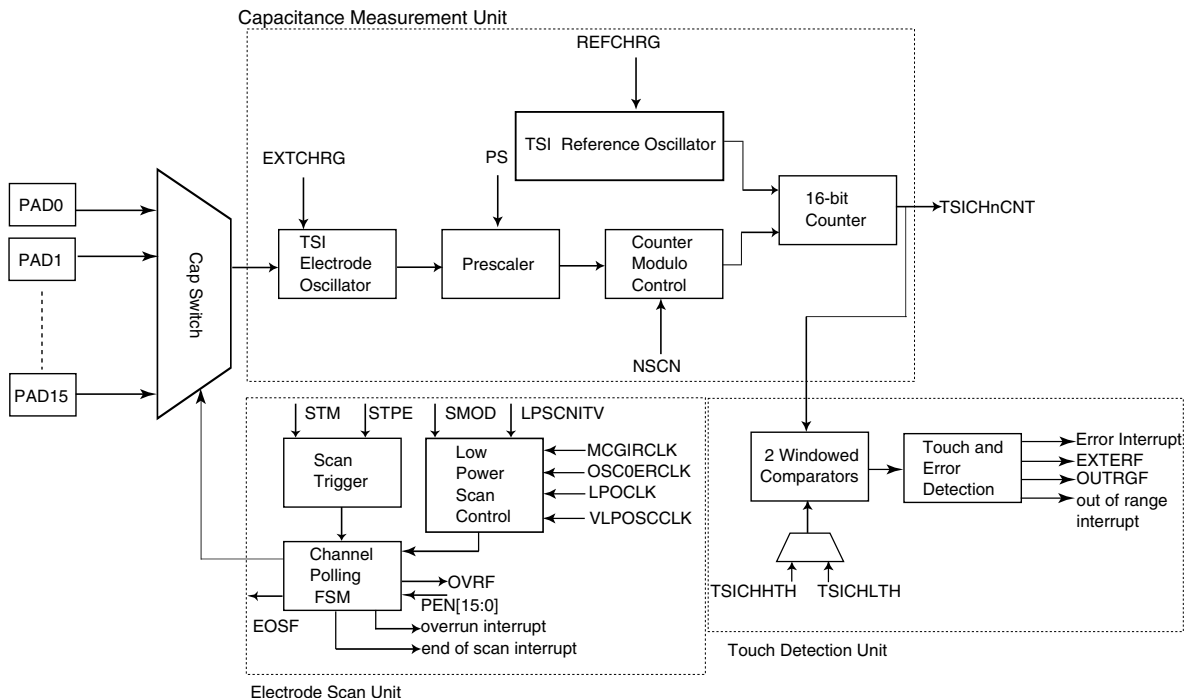 Capacitance Measurement Unit
REFCHRG
TSI Reference Oscillator
EXTCHRG
PS
PAD0
PAD1
PAD15
Cap Switch
TSI
Electrode
Oscillator
Prescaler
Counter
Modulo
Control
16-bit
Counter
TSICHnCNT
NSCN
STM
STPE
SMOD
LPSCNITV
Scan
Trigger
Low
Power
Scan
Control
MCGIRCLK
OSC0ERCLK
LPOCLK
VLPOSCCLK
Channel
Polling
FSM
OVRF
PEN[15:0]
EOSF
overrun interrupt
end of scan interrupt
Electrode Scan Unit
2 Windowed
Comparators
Touch and
Error
Detection
Error Interrupt
EXTERF
OUTRGF
out of range
interrupt
TSICHHTH
TSICHLTH
Touch Detection Unit